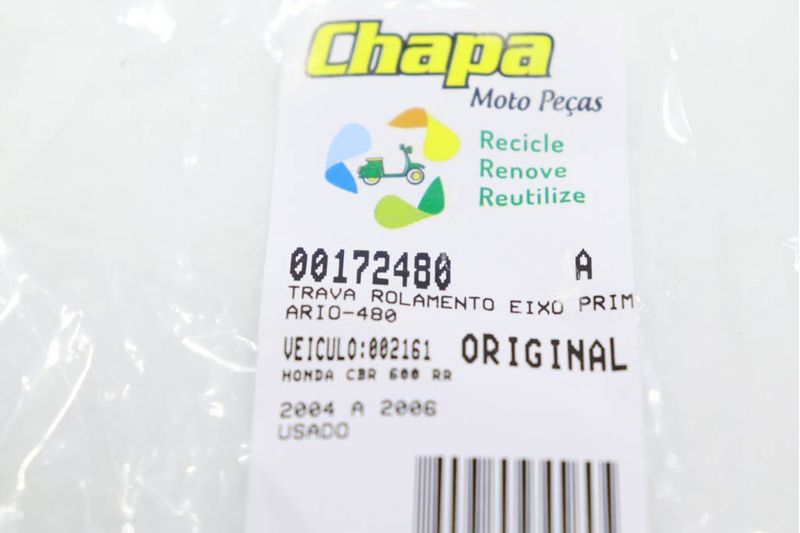 Chapa
Moto Peças
Recicle
Renove
Reutilize
00172480 A
TRAVA ROLAMENTO EIXO PRIM
ARIO-480
VEICULO:002161 ORIGINAL
HONDA CBR 600 RR
2004 A 2006
USADO